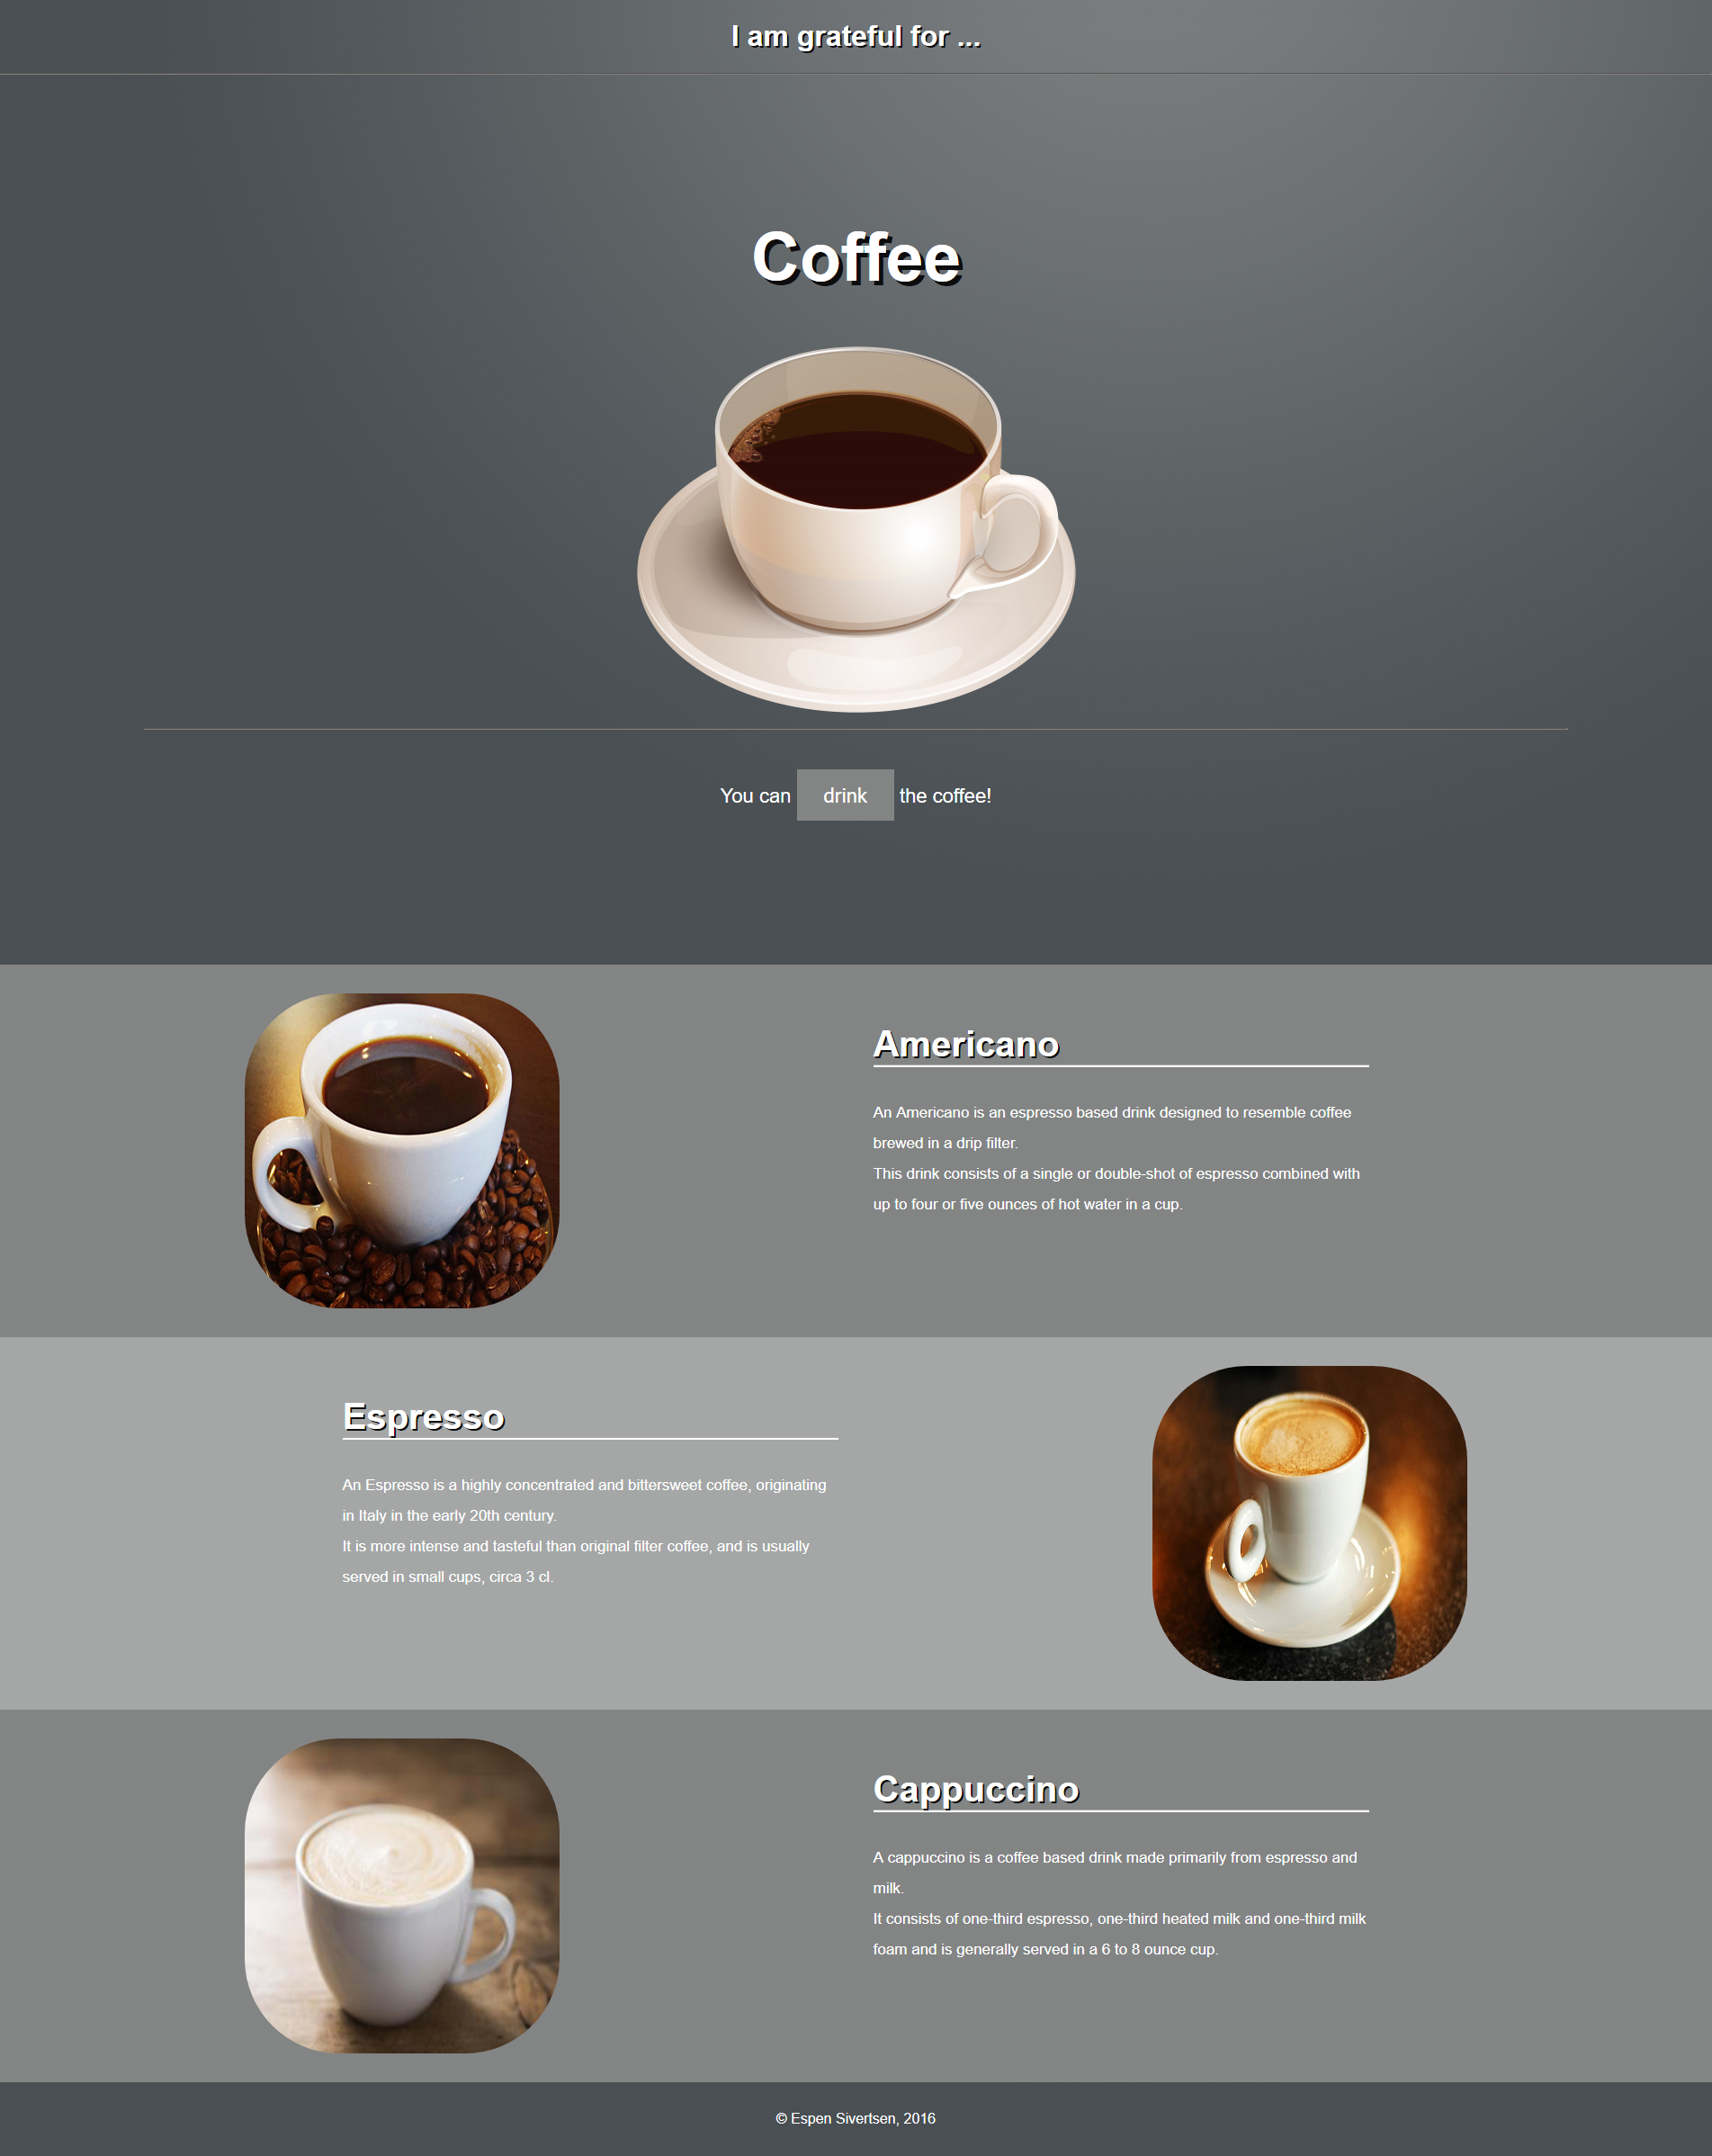 I am grateful for ...
Coffee
You can drink the coffee!
Americano
An Americano is an espresso based drink designed to resemble coffee
brewed in a drip filter.
This drink consists of a single or double-shot of espresso combined with
up to four or five ounces of hot water in a cup.
Espresso
An Espresso is a highly concentrated and bittersweet coffee, originating
in Italy in the early 20th century.
It is more intense and tasteful than original filter coffee, and is usually
served in small cups, circa 3 cl.
Cappuccino
A cappuccino is a coffee based drink made primarily from espresso and
milk.
It consists of one-third espresso, one-third heated milk and one-third milk
foam and is generally served in a 6 to 8 ounce cup.
© Espen Sivertsen, 2016